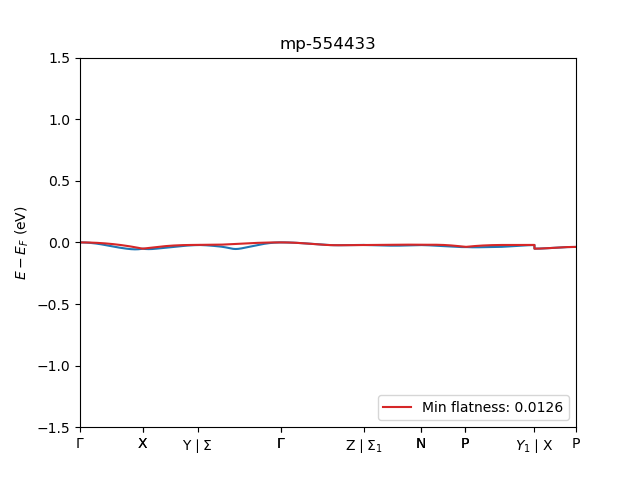 mp-554433
E − E_F (eV)
1.5
1.0
0.5
0.0
−0.5
−1.0
−1.5
Min flatness: 0.0126
Γ X Y | Σ Γ Z | Σ₁ N P Y₁ | X P